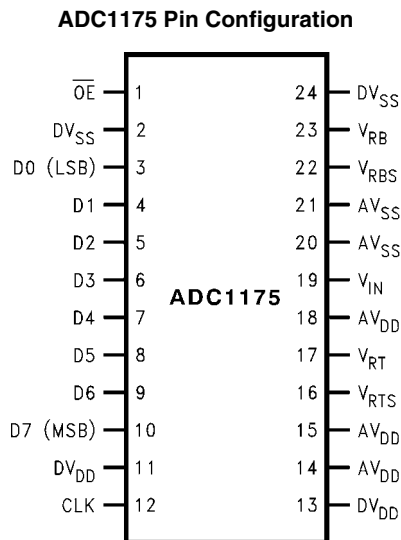 ADC1175 Pin Configuration
OE 1 24 DVSS
DVSS 2 23 VRB
D0 (LSB) 3 22 VRBS
D1 4 21 AVSS
D2 5 20 AVSS
D3 6 19 VIN
ADC1175
D4 7 18 AVDD
D5 8 17 VRT
D6 9 16 VRTS
D7 (MSB) 10 15 AVDD
DVDD 11 14 AVDD
CLK 12 13 DVDD